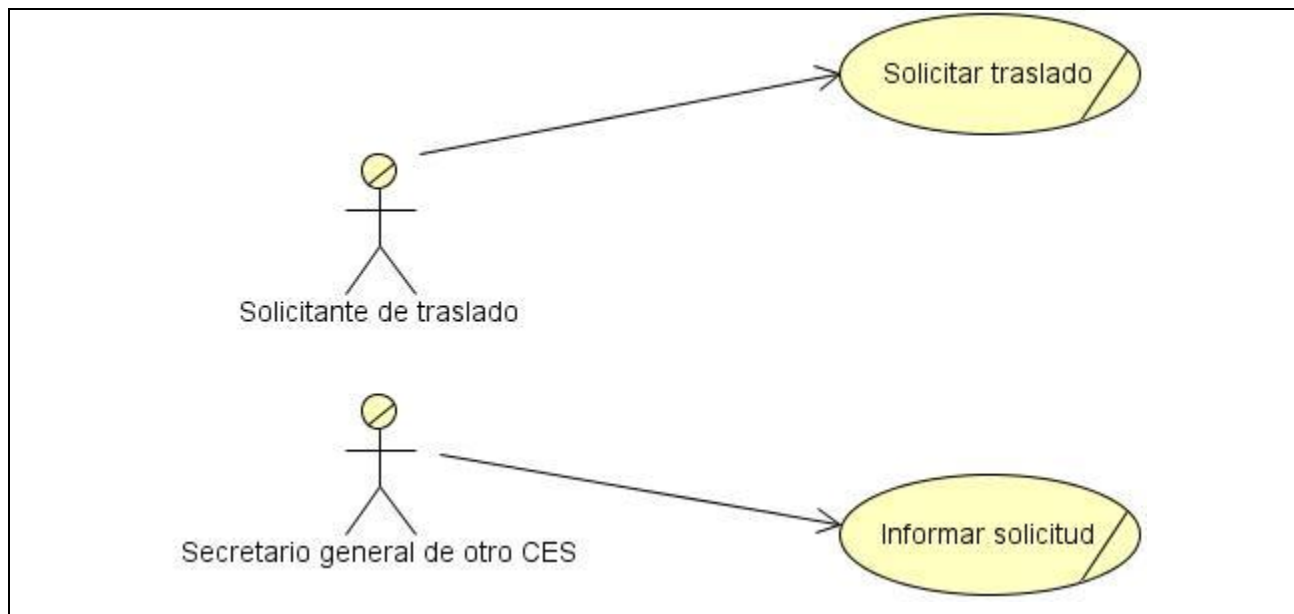 Solicitar traslado
Solicitante de traslado
Secretario general de otro CES
Informar solicitud